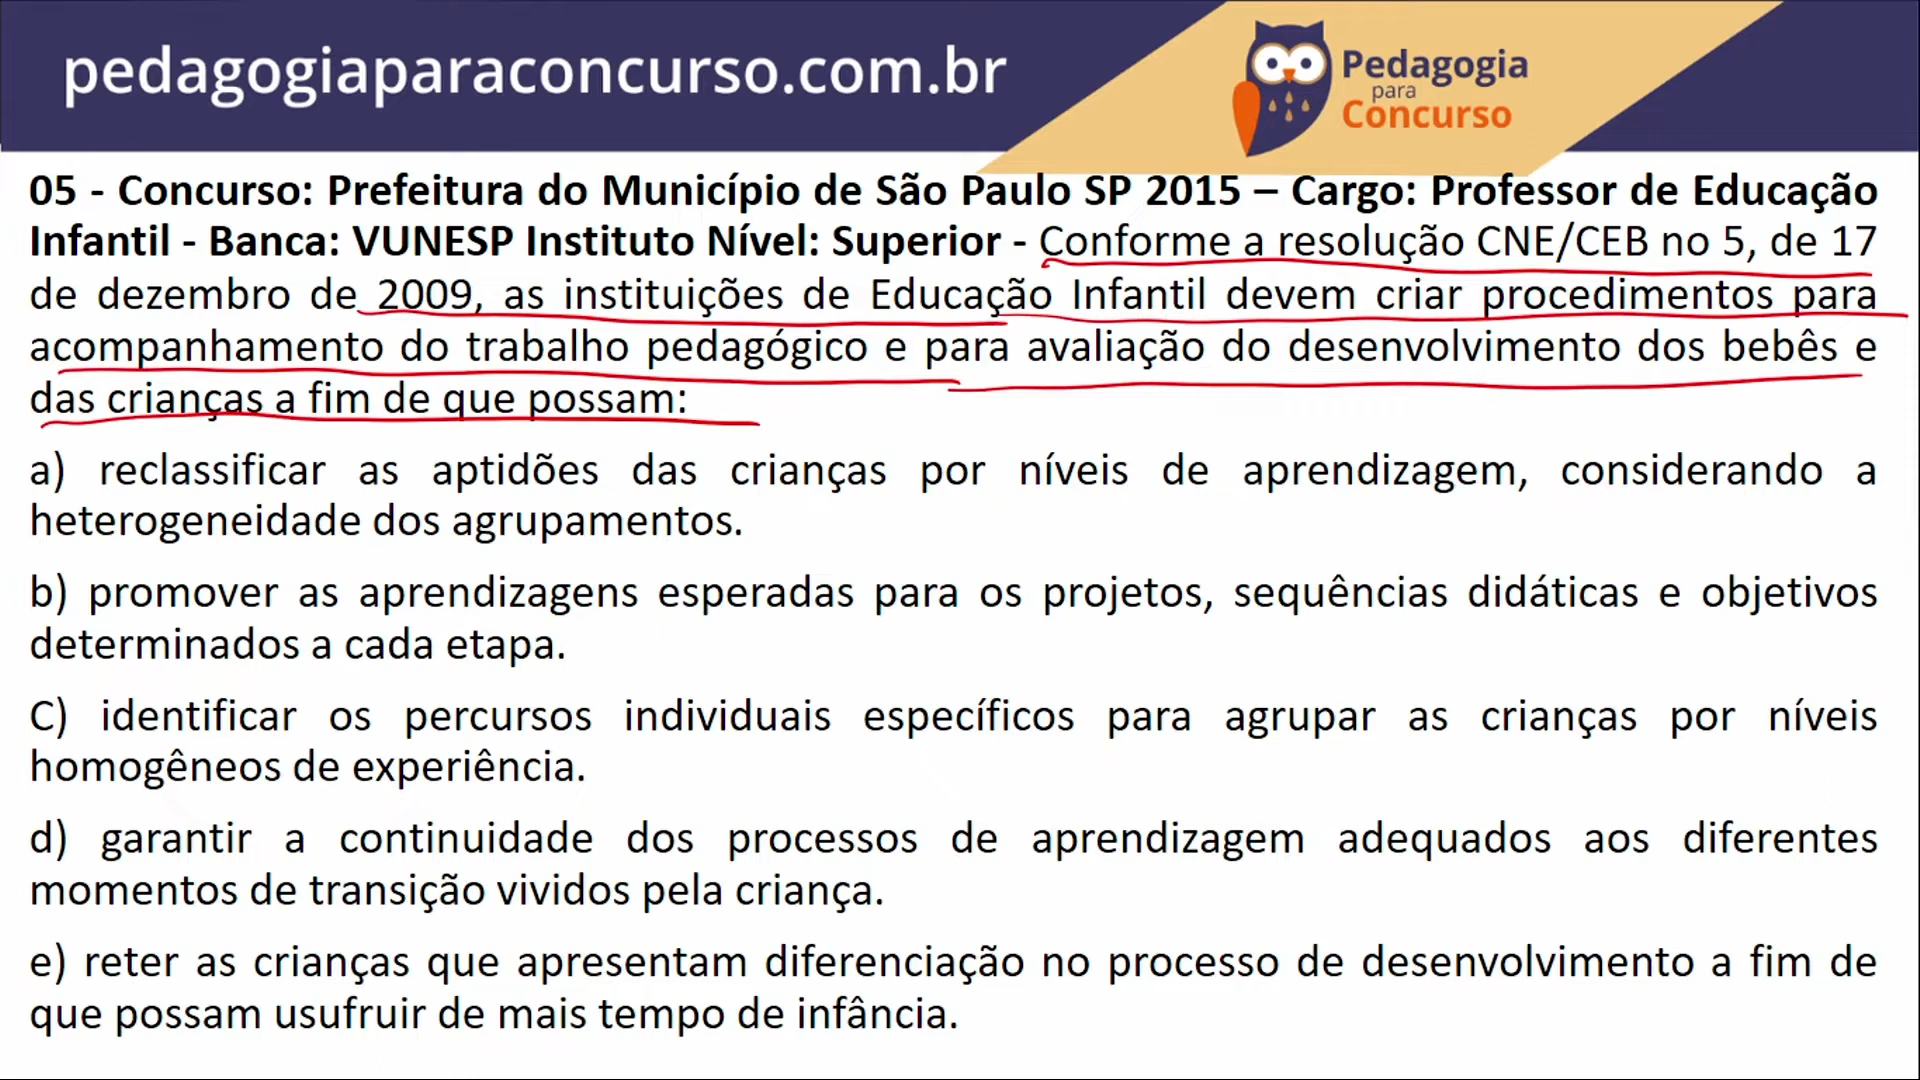 pedagogiaparaconcurso.com.br
Pedagogia
para
Concurso
05 - Concurso: Prefeitura do Município de São Paulo SP 2015 – Cargo: Professor de Educação
Infantil - Banca: VUNESP Instituto Nível: Superior - Conforme a resolução CNE/CEB no 5, de 17
de dezembro de 2009, as instituições de Educação Infantil devem criar procedimentos para
acompanhamento do trabalho pedagógico e para avaliação do desenvolvimento dos bebês e
das crianças a fim de que possam:
a) reclassificar as aptidões das crianças por níveis de aprendizagem, considerando a
heterogeneidade dos agrupamentos.
b) promover as aprendizagens esperadas para os projetos, sequências didáticas e objetivos
determinados a cada etapa.
C) identificar os percursos individuais específicos para agrupar as crianças por níveis
homogêneos de experiência.
d) garantir a continuidade dos processos de aprendizagem adequados aos diferentes
momentos de transição vividos pela criança.
e) reter as crianças que apresentam diferenciação no processo de desenvolvimento a fim de
que possam usufruir de mais tempo de infância.